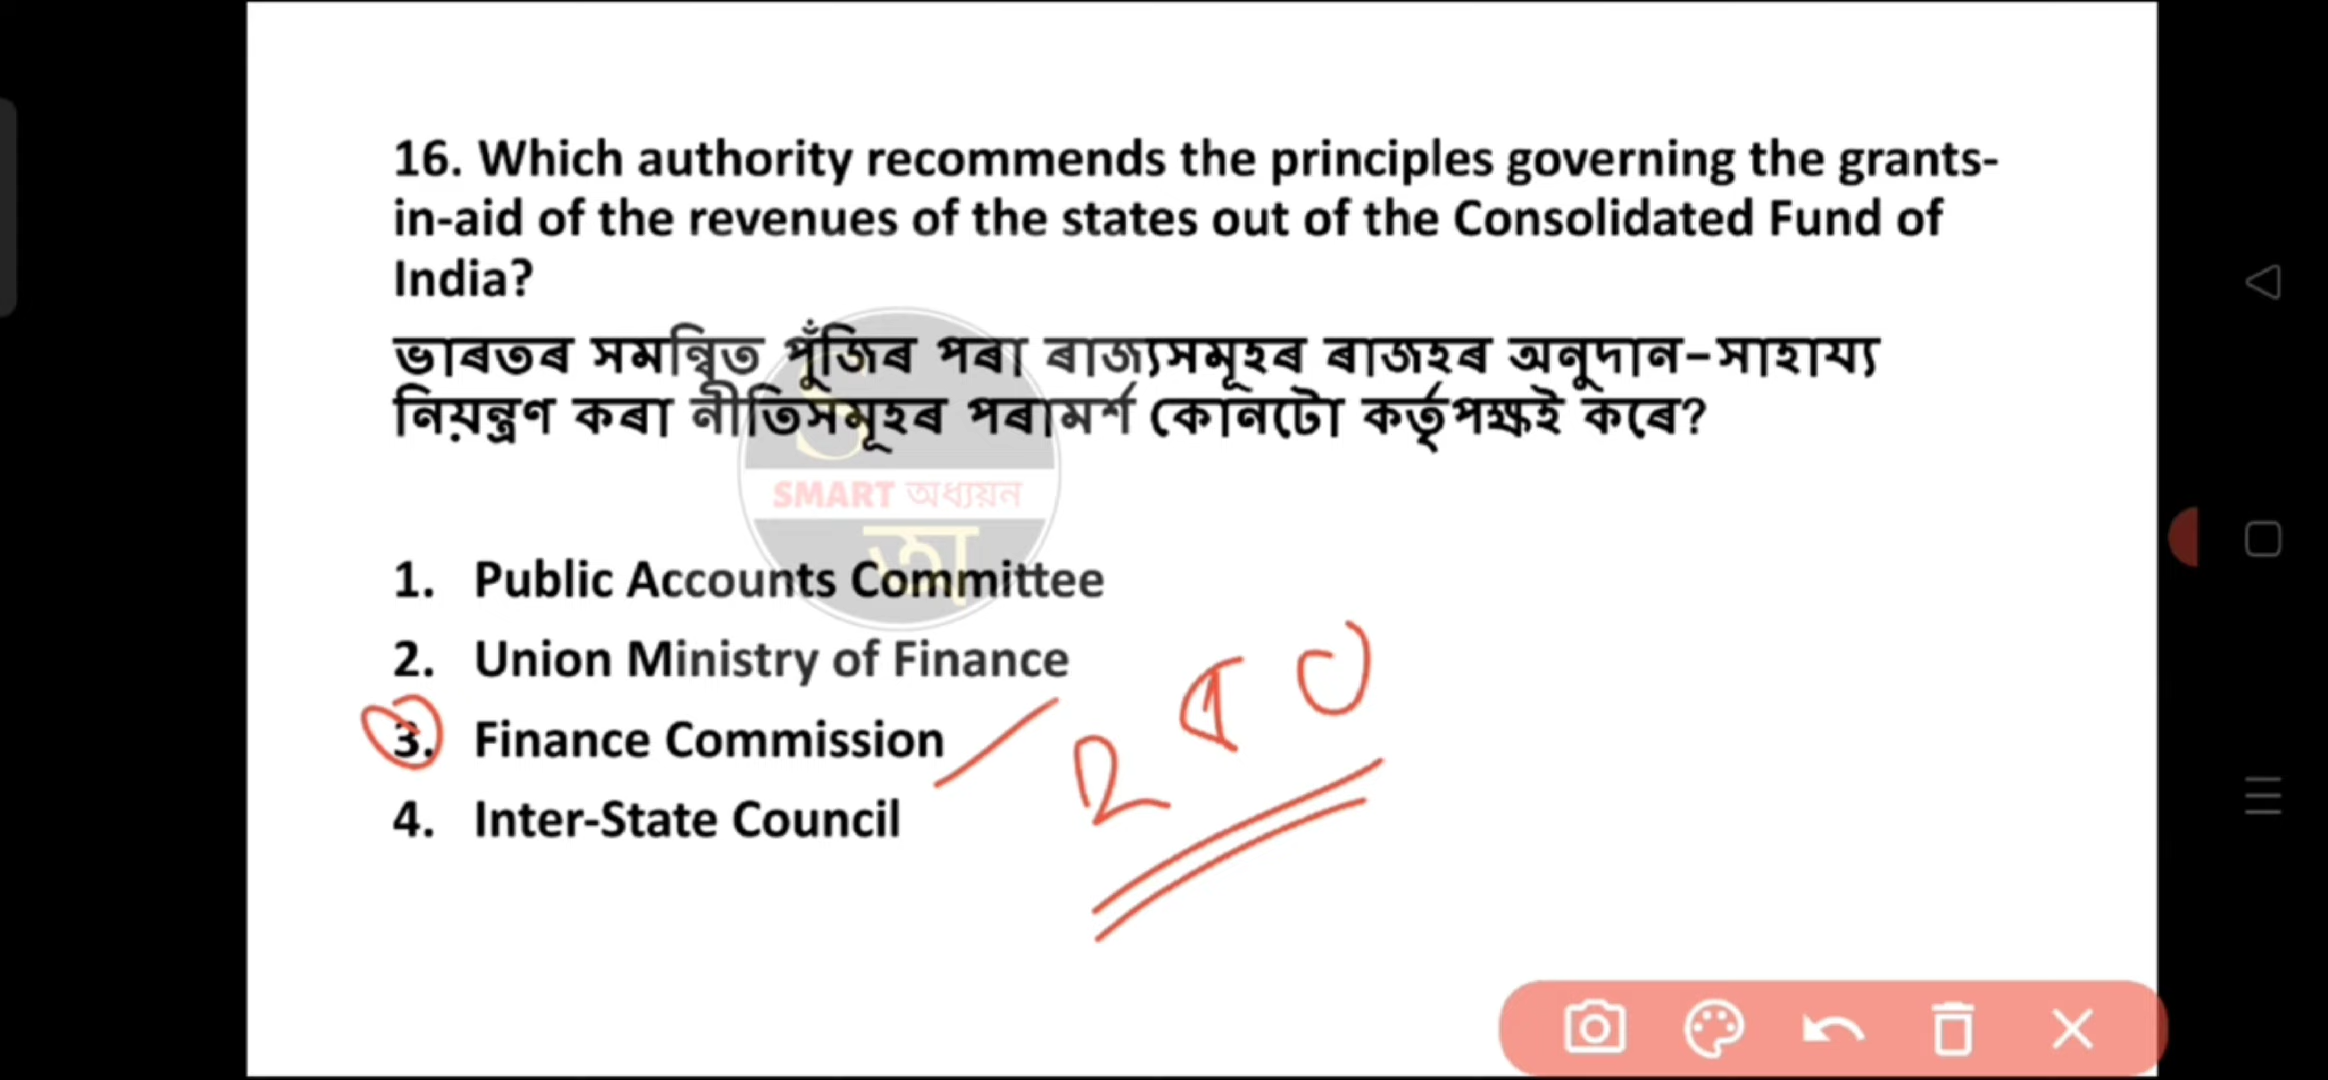 16. Which authority recommends the principles governing the grants-
in-aid of the revenues of the states out of the Consolidated Fund of
India?
ভাৰতৰ সমন্বিত পুঁজিৰ পৰা ৰাজ্যসমূহৰ ৰাজহৰ অনুদান-সাহায্য
নিয়ন্ত্ৰণ কৰা নীতিসমূহৰ পৰামৰ্শ কোনটো কৰ্তৃপক্ষই কৰে?
SMART অধ্যয়ন
1. Public Accounts Committee
2. Union Ministry of Finance
3. Finance Commission
4. Inter-State Council
280